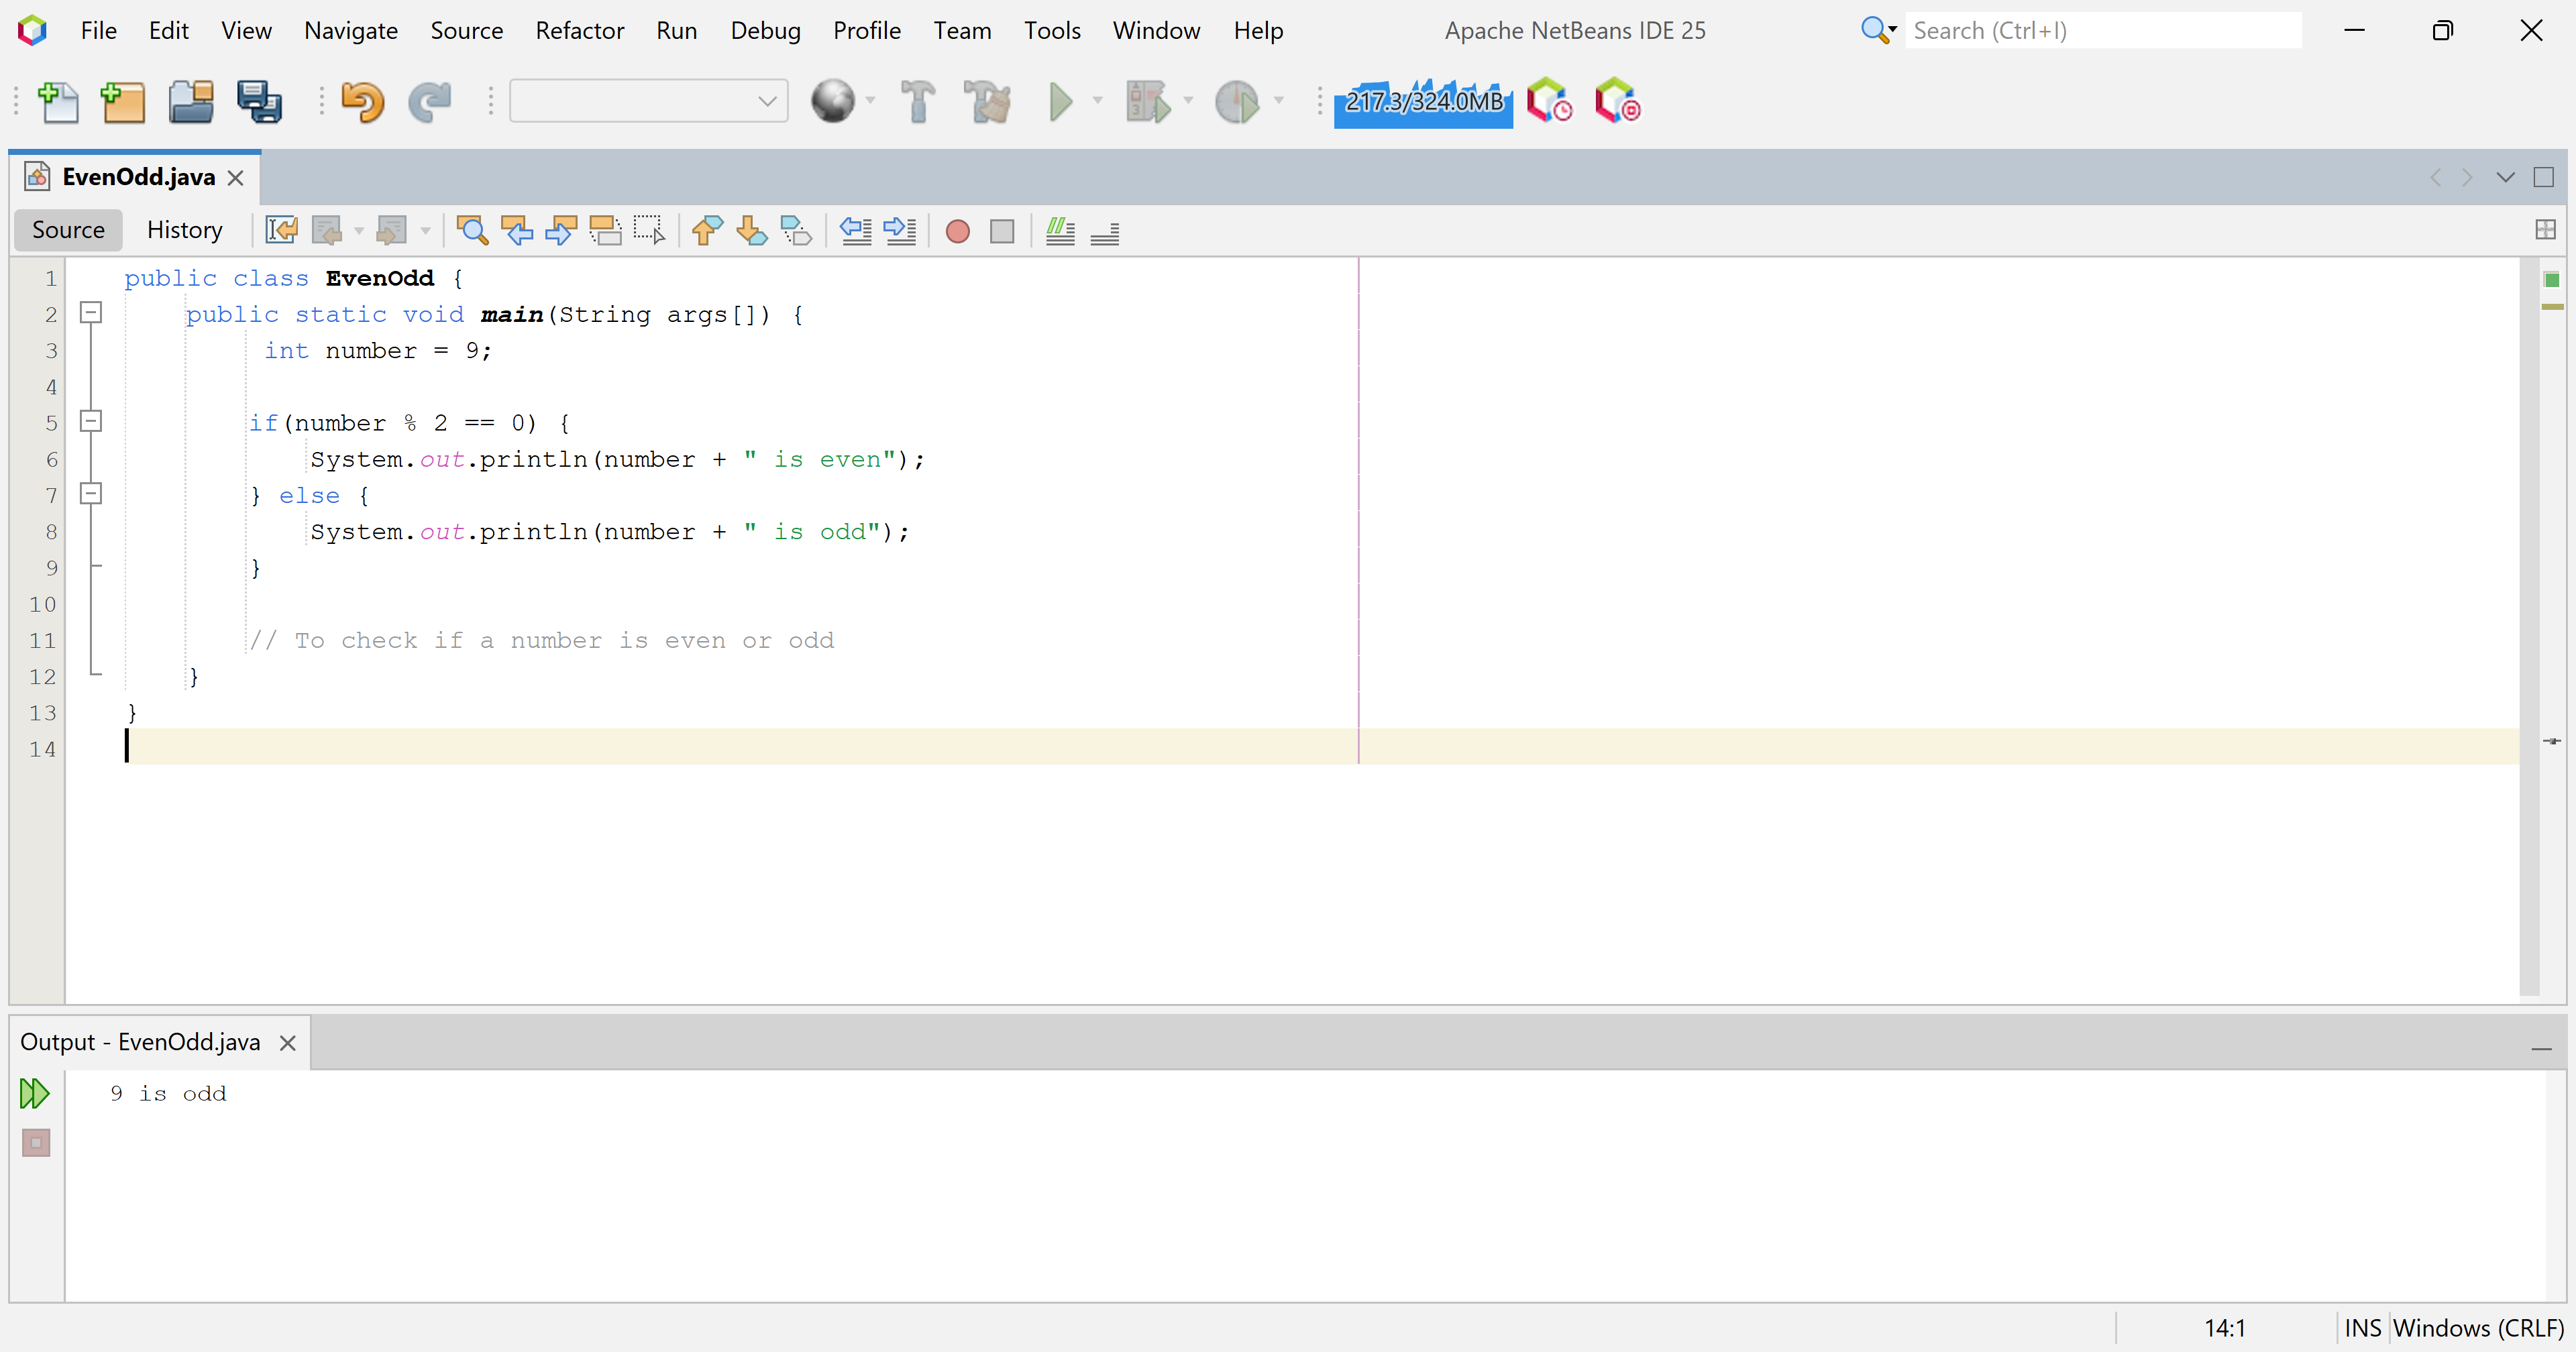 File Edit View Navigate Source Refactor Run Debug Profile Team Tools Window Help Apache NetBeans IDE 25 Search (Ctrl+I)
217.3/324.0MB
EvenOdd.java
Source History
1 public class EvenOdd {
2 public static void main(String args[]) {
3 int number = 9;
4
5 if(number % 2 == 0) {
6 System.out.println(number + " is even");
7 } else {
8 System.out.println(number + " is odd");
9 }
10
11 // To check if a number is even or odd
12 }
13 }
14
Output - EvenOdd.java
9 is odd
14:1 INS Windows (CRLF)